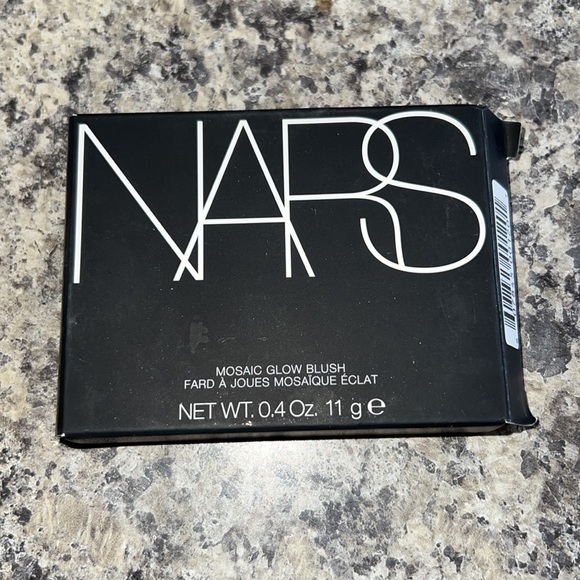 NARS
MOSAIC GLOW BLUSH
FARD À JOUES MOSAÏQUE ÉCLAT
NET WT. 0.4 Oz. 11 g ℮